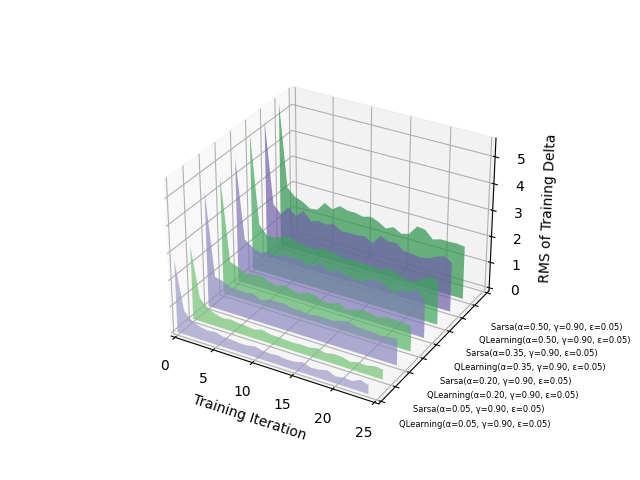 5
4
3
2
1
0
RMS of Training Delta
0
5
10
15
20
25
Training Iteration
Sarsa(α=0.50, γ=0.90, ε=0.05)
QLearning(α=0.50, γ=0.90, ε=0.05)
Sarsa(α=0.35, γ=0.90, ε=0.05)
QLearning(α=0.35, γ=0.90, ε=0.05)
Sarsa(α=0.20, γ=0.90, ε=0.05)
QLearning(α=0.20, γ=0.90, ε=0.05)
Sarsa(α=0.05, γ=0.90, ε=0.05)
QLearning(α=0.05, γ=0.90, ε=0.05)